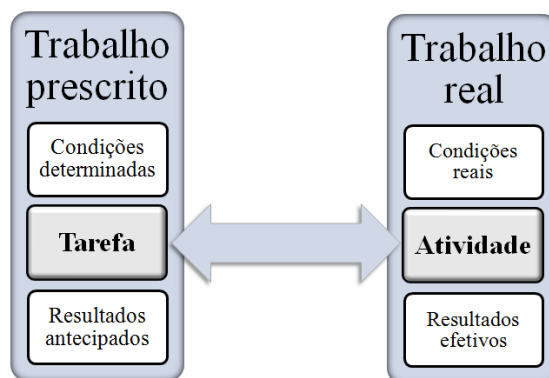 Trabalho
prescrito
Condições
determinadas
Tarefa
Resultados
antecipados
Trabalho
real
Condições
reais
Atividade
Resultados
efetivos